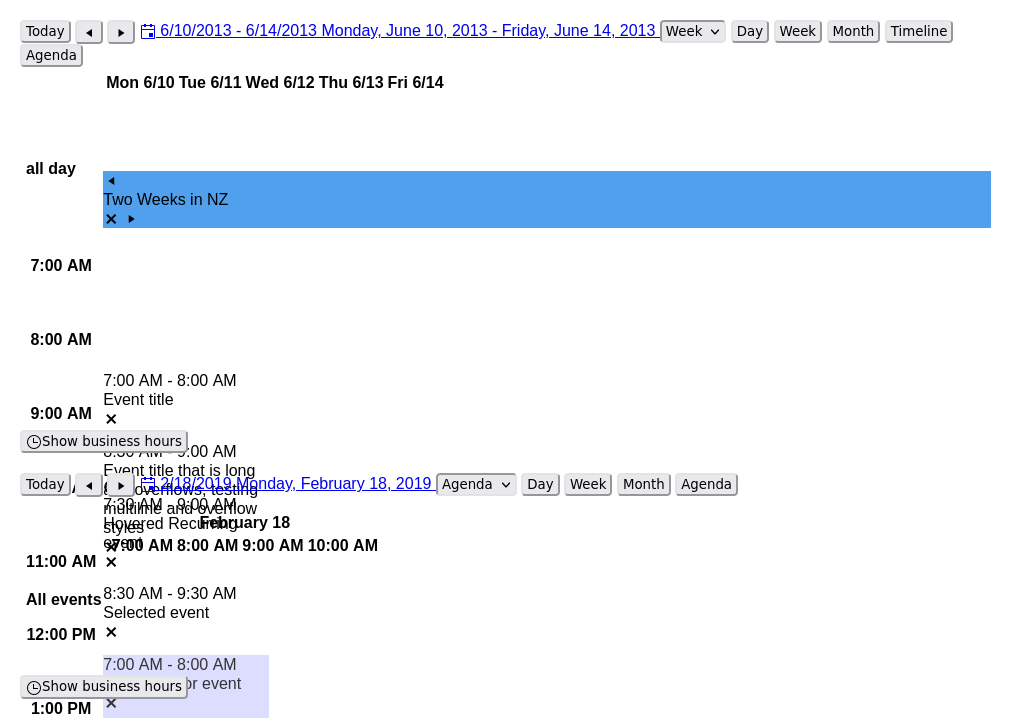 Today 6/10/2013 - 6/14/2013 Monday, June 10, 2013 - Friday, June 14, 2013 Week Day Week Month Timeline
Agenda
Mon 6/10 Tue 6/11 Wed 6/12 Thu 6/13 Fri 6/14
all day
Two Weeks in NZ
7:00 AM
8:00 AM
7:00 AM - 8:00 AM
Event title
9:00 AM
Show business hours
8:30 AM - 9:00 AM
Event title that is long
Today 2/18/2019 Monday, February 18, 2019 Week Agenda Day Week Month Agenda
overflows, testing
multiline and overflow
styles
7:30 AM - 9:00 AM
Hovered Recurring
event
February 18
7:00 AM 8:00 AM 9:00 AM 10:00 AM
11:00 AM
8:30 AM - 9:30 AM
All events
Selected event
12:00 PM
7:00 AM - 8:00 AM
or event
Show business hours
1:00 PM